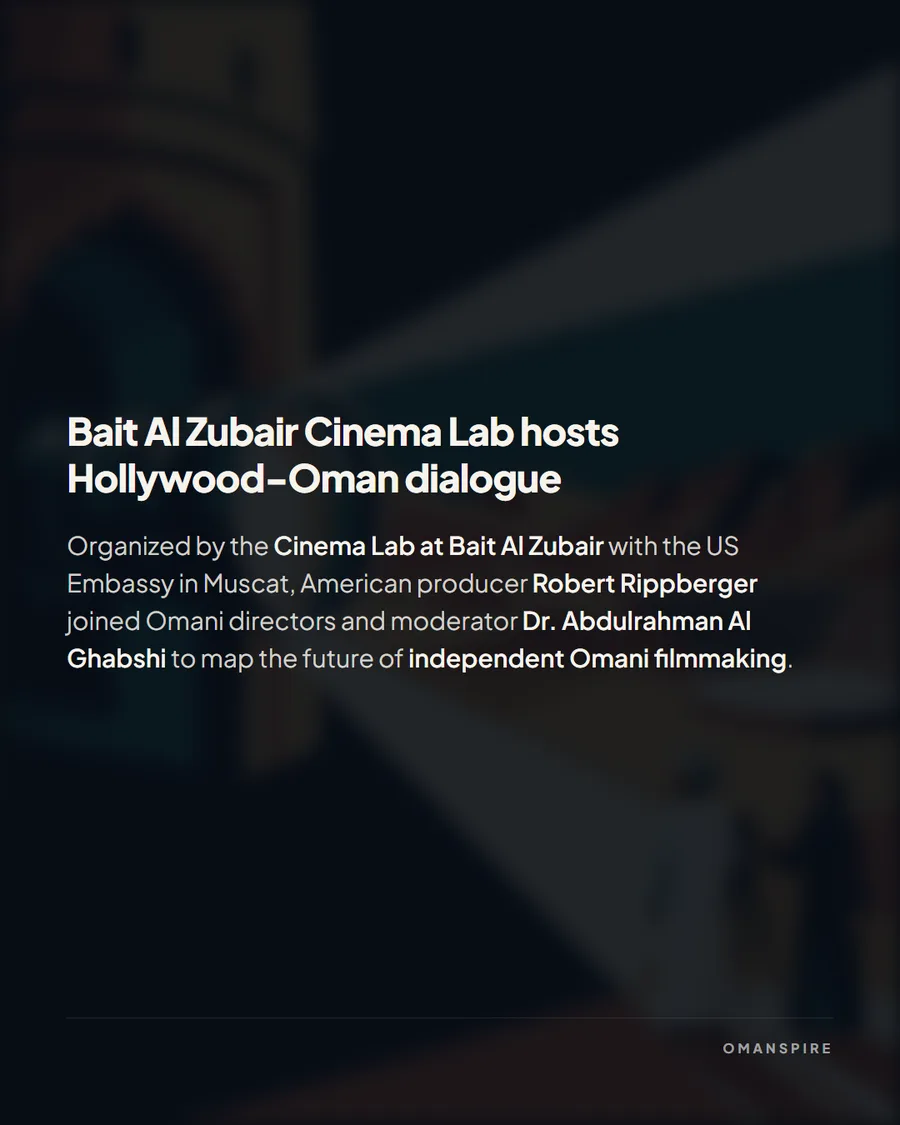 Bait Al Zubair Cinema Lab hosts
Hollywood–Oman dialogue
Organized by the Cinema Lab at Bait Al Zubair with the US
Embassy in Muscat, American producer Robert Rippberger
joined Omani directors and moderator Dr. Abdulrahman Al
Ghabshi to map the future of independent Omani filmmaking.
OMANSPIRE